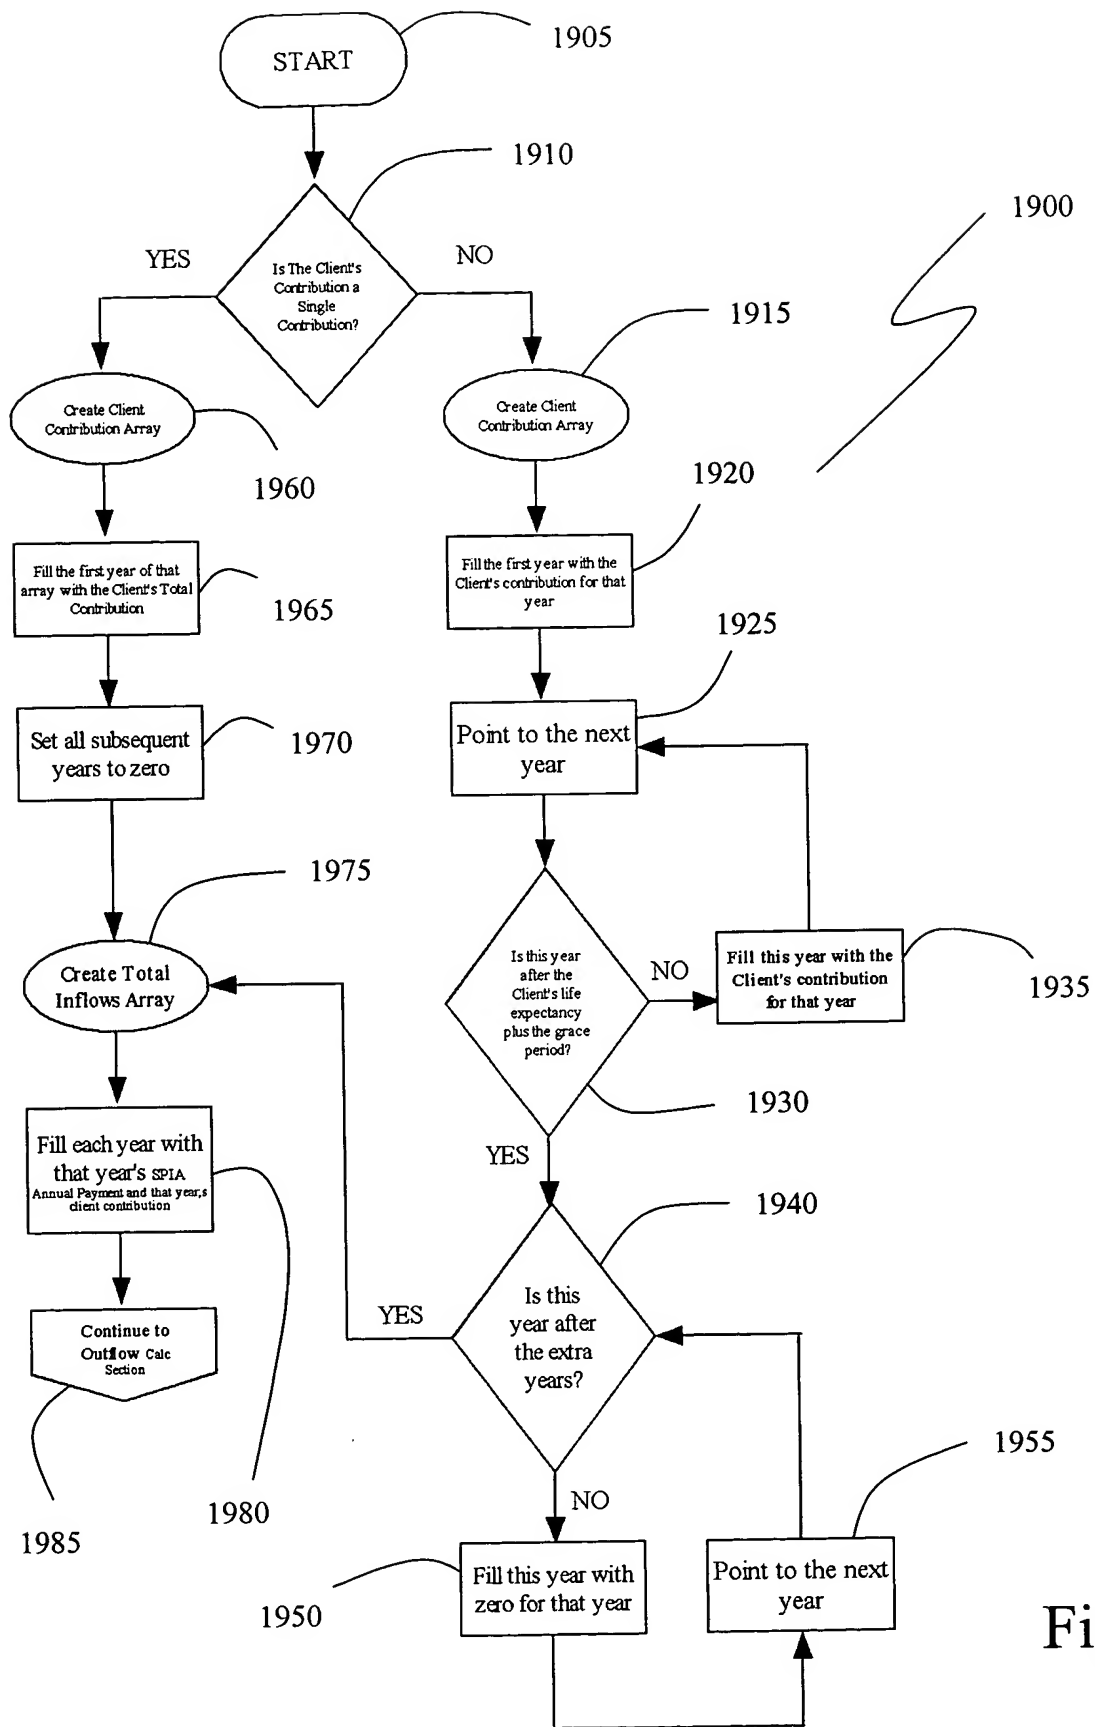 START
1905
1910
1900
YES
NO
Is The Client's
Contribution a
Single
Contribution?
1915
Create Client
Contribution Array
1960
Create Client
Contribution Array
1920
Fill the first year of that
array with the Client's Total
Contribution
1965
Fill the first year with the
Client's contribution for that
year
1925
Set all subsequent
years to zero
1970
Point to the next
year
1975
Create Total
Inflows Array
Is this year
after the
Client's life
expectancy
plus the grace
period?
NO
Fill this year with the
Client's contribution
for that year
1935
1930
Fill each year with
that year's SPIA
Annual Payment and that year,s
client contribution
YES
1940
Continue to
Outflow Calc
Section
YES
Is this
year after
the extra
years?
1955
1985
1980
NO
1950
Fill this year with
zero for that year
Point to the next
year
Fi